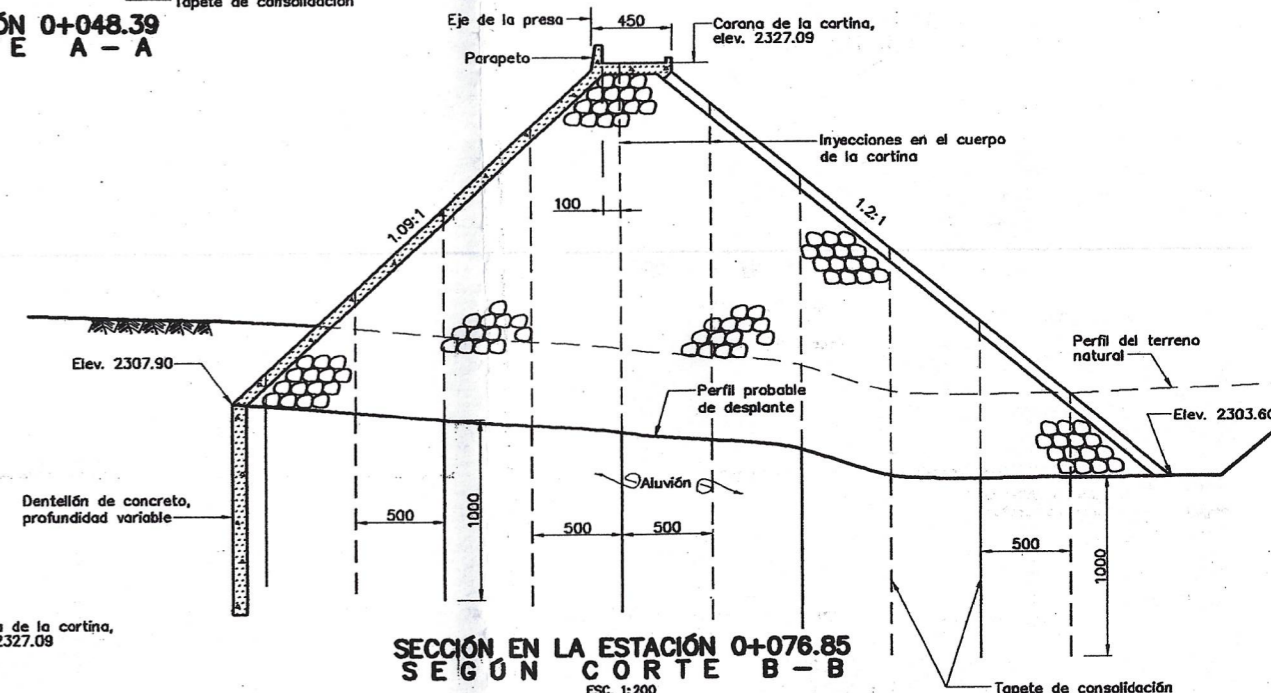 Tapete de consolidación
ÓN 0+048.39
E A – A
Eje de la presa
450
Corona de la cortina,
elev. 2327.09
Parapeto
Inyecciones en el cuerpo
de la cortina
100
1.09:1
1.2:1
Elev. 2307.90
Perfil del terreno
natural
Perfil probable
de desplante
Elev. 2303.60
Aluvión
Dentellón de concreto,
profundidad variable
500
1000
500
500
500
1000
a de la cortina,
2327.09
SECCIÓN EN LA ESTACIÓN 0+076.85
SEGÚN CORTE B – B
ESC. 1:200
Tapete de consolidación